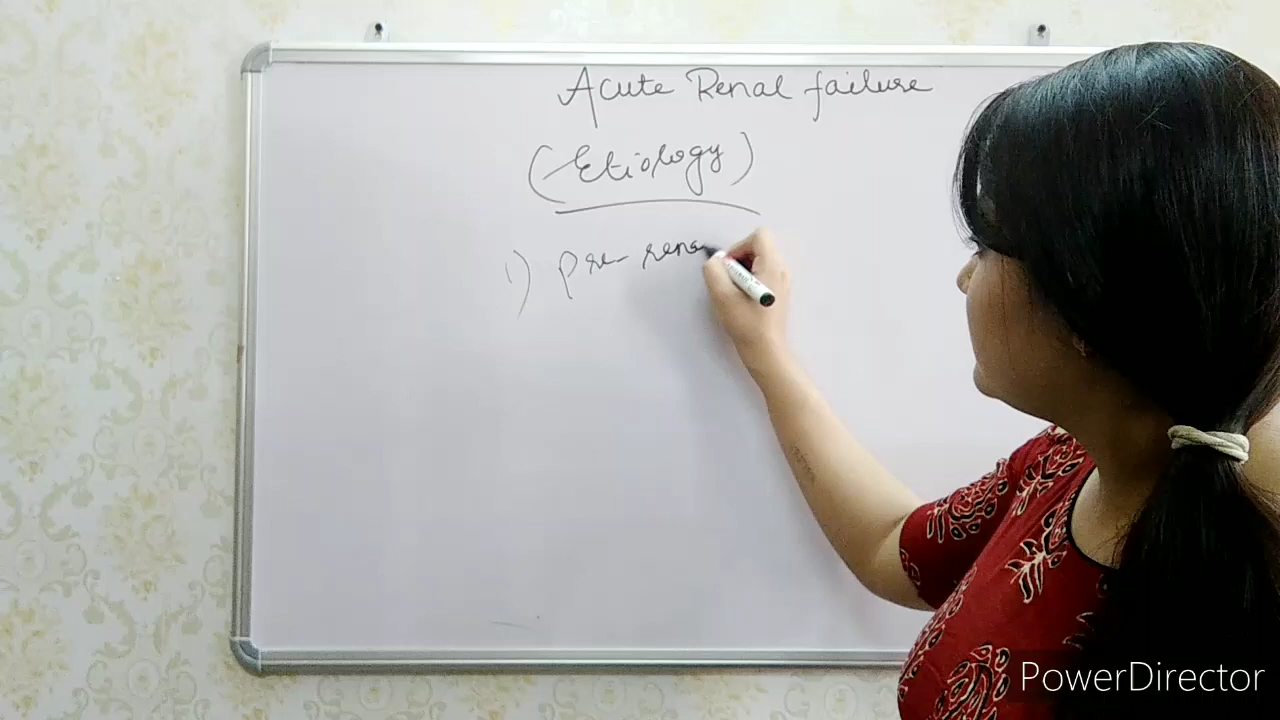 Acute Renal failure
(Etiology)
1) Pre-rena
PowerDirector